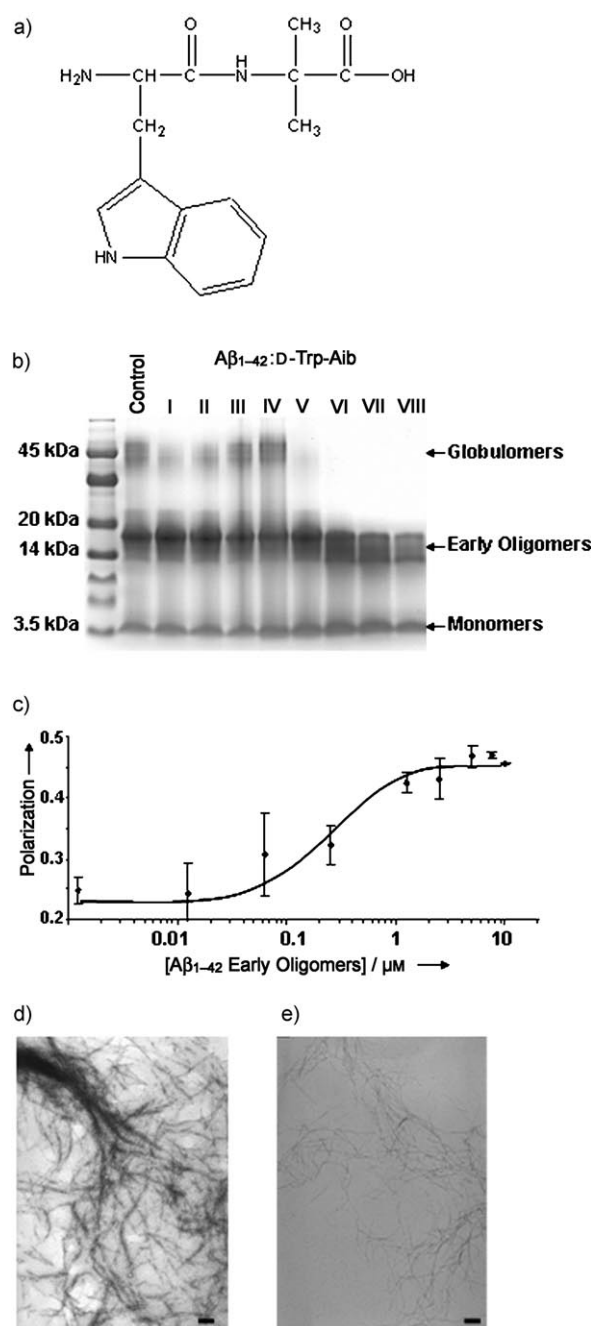 a)
O CH₃ O
H₂N CH C N C C OH
H
CH₂ CH₃
HN
b)
Aβ₁₋₄₂:D-Trp-Aib
Control I II III IV V VI VII VIII
45 kDa Globulomers
20 kDa
14 kDa Early Oligomers
3.5 kDa Monomers
c)
0.5
0.4
0.3
0.2
Polarization
0.01 0.1 1 10
[Aβ₁₋₄₂ Early Oligomers] / µM
d) e)